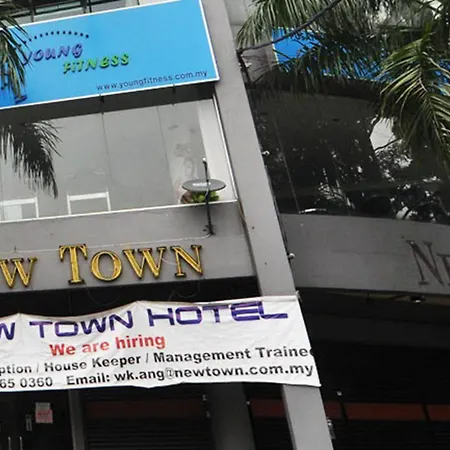 YOUNG
FITNESS
www.youngfitness.com.my
W TOWN
NE
W TOWN HOTEL
We are hiring
ption / House Keeper / Management Trainee
65 0360 Email: wk.ang@newtown.com.my